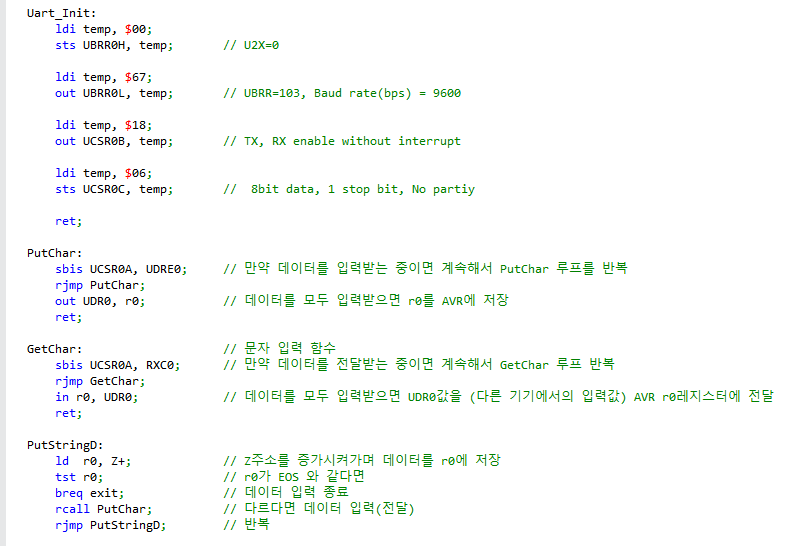 Uart_Init:
    ldi temp, $00;
    sts UBRR0H, temp;       // U2X=0

    ldi temp, $67;
    out UBRR0L, temp;       // UBRR=103, Baud rate(bps) = 9600

    ldi temp, $18;
    out UCSR0B, temp;       // TX, RX enable without interrupt

    ldi temp, $06;
    sts UCSR0C, temp;       //  8bit data, 1 stop bit, No partiy

    ret;

PutChar:
    sbis UCSR0A, UDRE0;     // 만약 데이터를 입력받는 중이면 계속해서 PutChar 루프를 반복
    rjmp PutChar;
    out UDR0, r0;           // 데이터를 모두 입력받으면 r0를 AVR에 저장
    ret;

GetChar:                    // 문자 입력 함수
    sbis UCSR0A, RXC0;      // 만약 데이터를 전달받는 중이면 계속해서 GetChar 루프 반복
    rjmp GetChar;
    in r0, UDR0;            // 데이터를 모두 입력받으면 UDR0값을 (다른 기기에서의 입력값) AVR r0레지스터에 전달
    ret;

PutStringD:
    ld  r0, Z+;             // Z주소를 증가시켜가며 데이터를 r0에 저장
    tst r0;                 // r0가 EOS 와 같다면
    breq exit;              // 데이터 입력 종료
    rcall PutChar;          // 다르다면 데이터 입력(전달)
    rjmp PutStringD;        // 반복